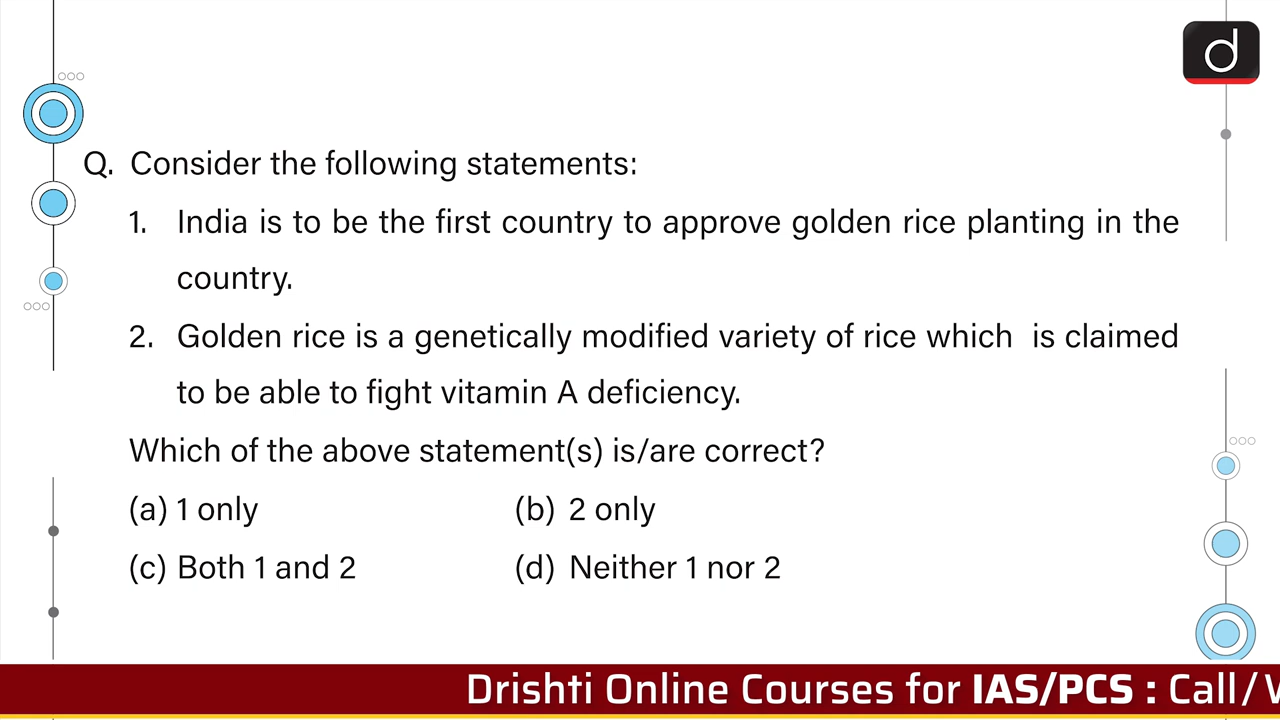 d
Q. Consider the following statements:
1. India is to be the first country to approve golden rice planting in the
country.
2. Golden rice is a genetically modified variety of rice which is claimed
to be able to fight vitamin A deficiency.
Which of the above statement(s) is/are correct?
(a) 1 only (b) 2 only
(c) Both 1 and 2 (d) Neither 1 nor 2
Drishti Online Courses for IAS/PCS : Call/